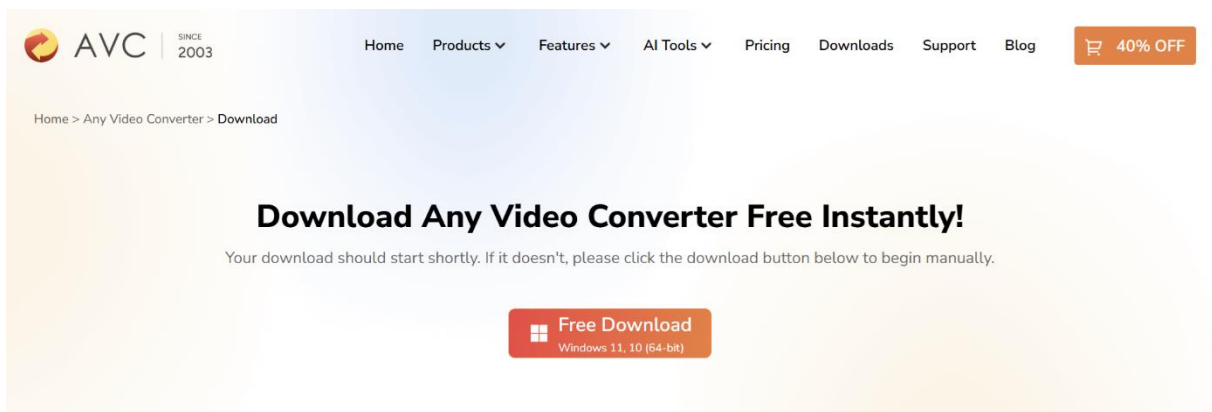 AVC SINCE 2003
Home Products Features AI Tools Pricing Downloads Support Blog 40% OFF
Home > Any Video Converter > Download
Download Any Video Converter Free Instantly!
Your download should start shortly. If it doesn't, please click the download button below to begin manually.
Free Download
Windows 11, 10 (64-bit)